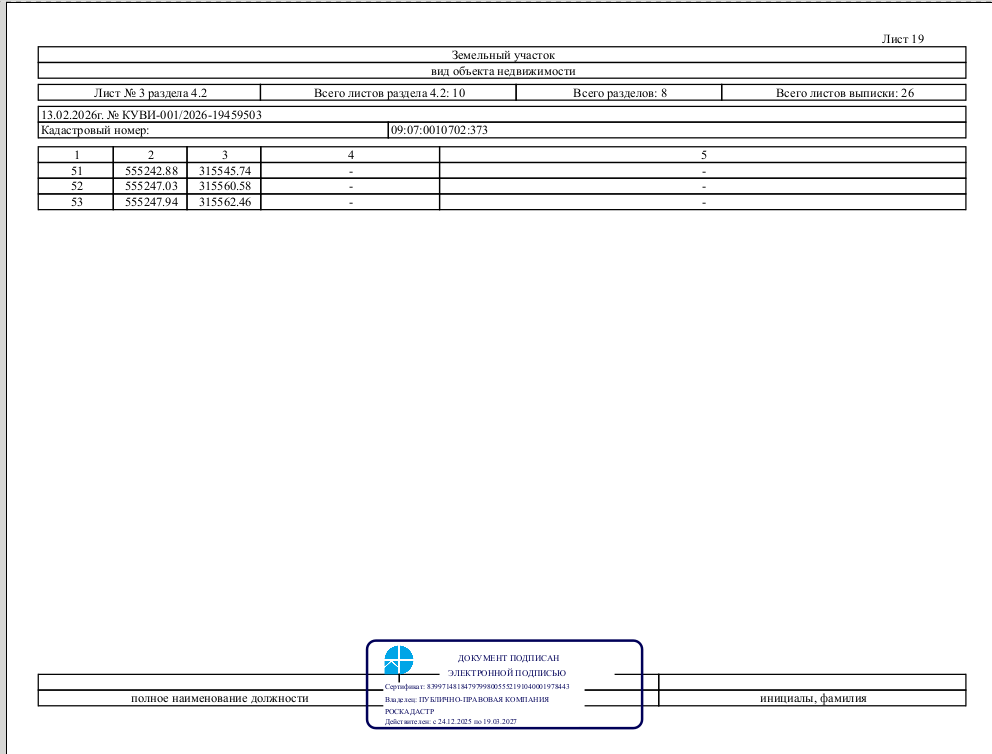 Лист 19
Земельный участок
вид объекта недвижимости
Лист № 3 раздела 4.2 Всего листов раздела 4.2: 10 Всего разделов: 8 Всего листов выписки: 26
13.02.2026г. № КУВИ-001/2026-19459503
Кадастровый номер: 09:07:0010702:373
1 2 3 4 5
51 555242.88 315545.74 - -
52 555247.03 315560.58 - -
53 555247.94 315562.46 - -
ДОКУМЕНТ ПОДПИСАН
ЭЛЕКТРОННОЙ ПОДПИСЬЮ
Сертификат: 83997148184797998005552191040001978443
Владелец: ПУБЛИЧНО-ПРАВОВАЯ КОМПАНИЯ
РОСКАДАСТР
Действителен: с 24.12.2025 по 19.03.2027
полное наименование должности инициалы, фамилия